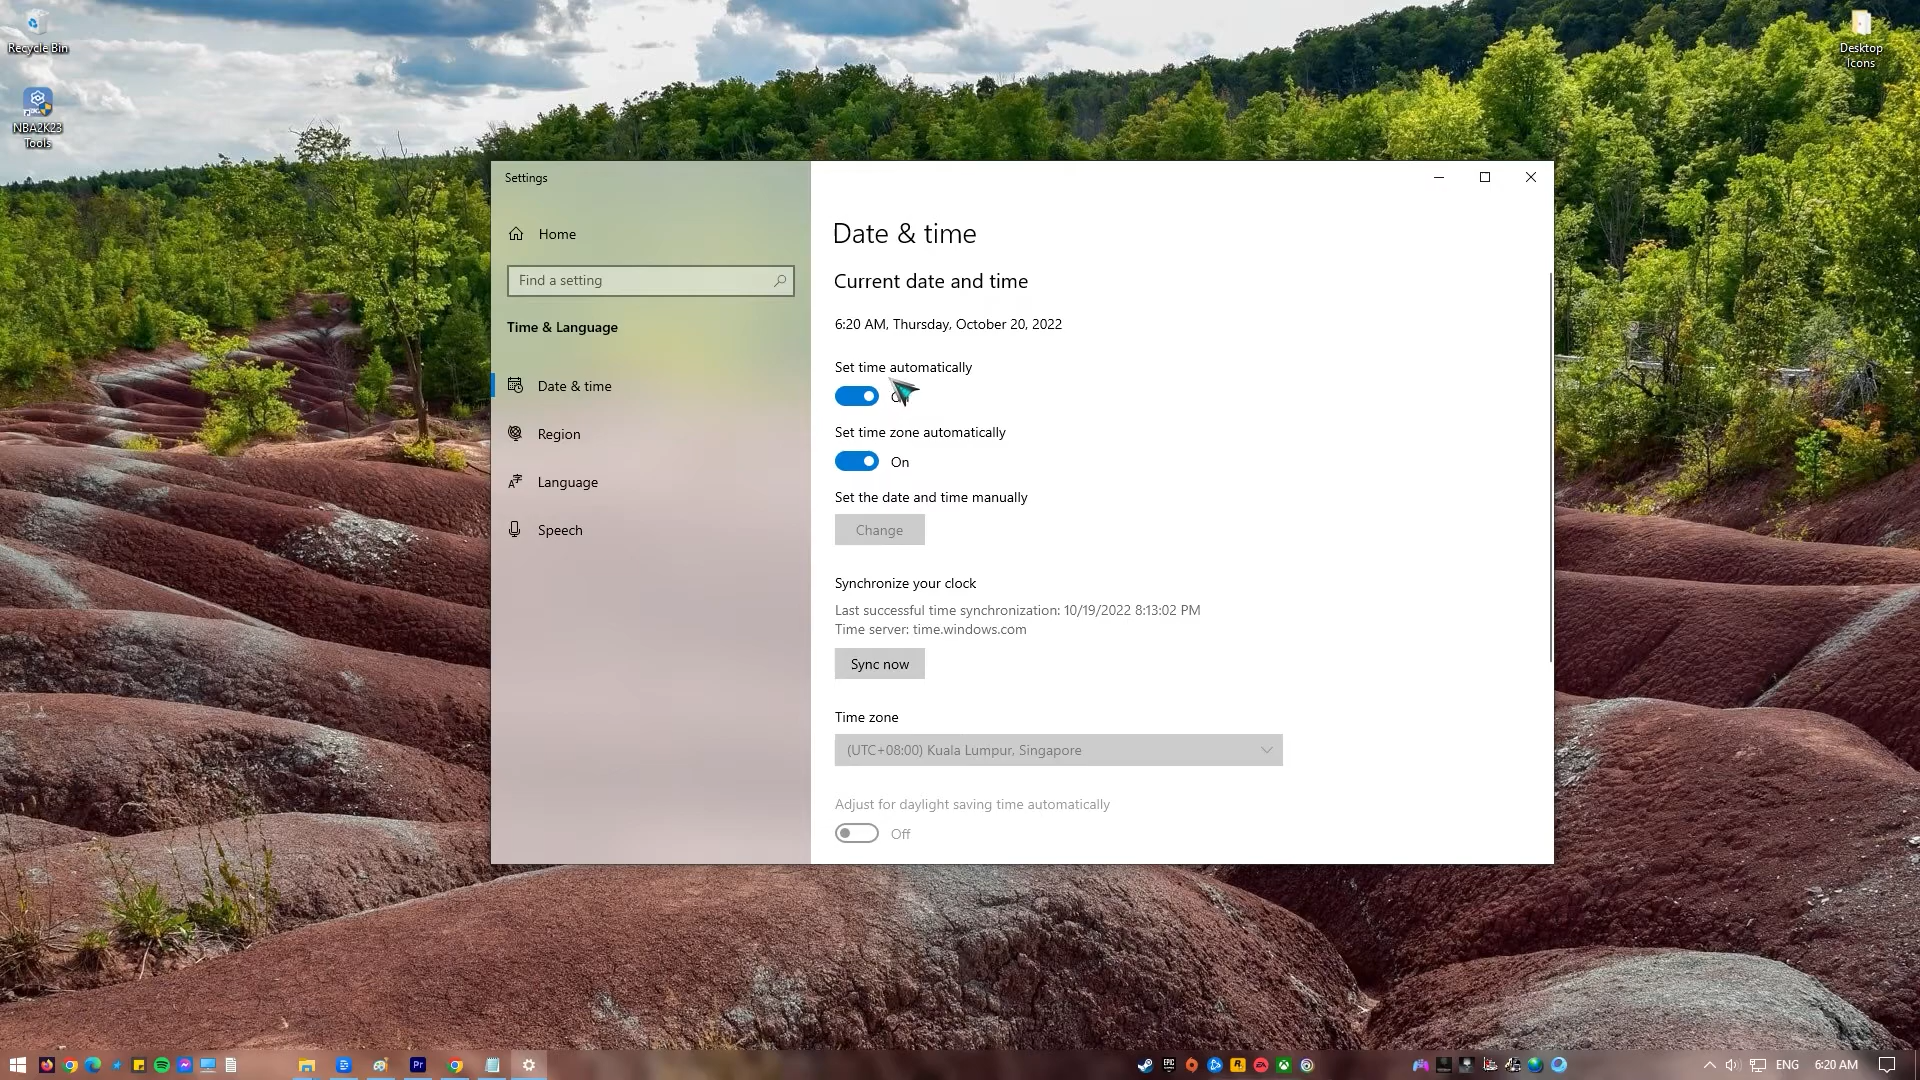 Recycle Bin
NBA2K23
Tools
Desktop
Icons
Settings
Home
Find a setting
Time & Language
Date & time
Region
Language
Speech
Date & time
Current date and time
6:20 AM, Thursday, October 20, 2022
Set time automatically
Set time zone automatically
On
Set the date and time manually
Change
Synchronize your clock
Last successful time synchronization: 10/19/2022 8:13:02 PM
Time server: time.windows.com
Sync now
Time zone
(UTC+08:00) Kuala Lumpur, Singapore
Adjust for daylight saving time automatically
Off
Pr
EPIC
R
EA
ENG
6:20 AM